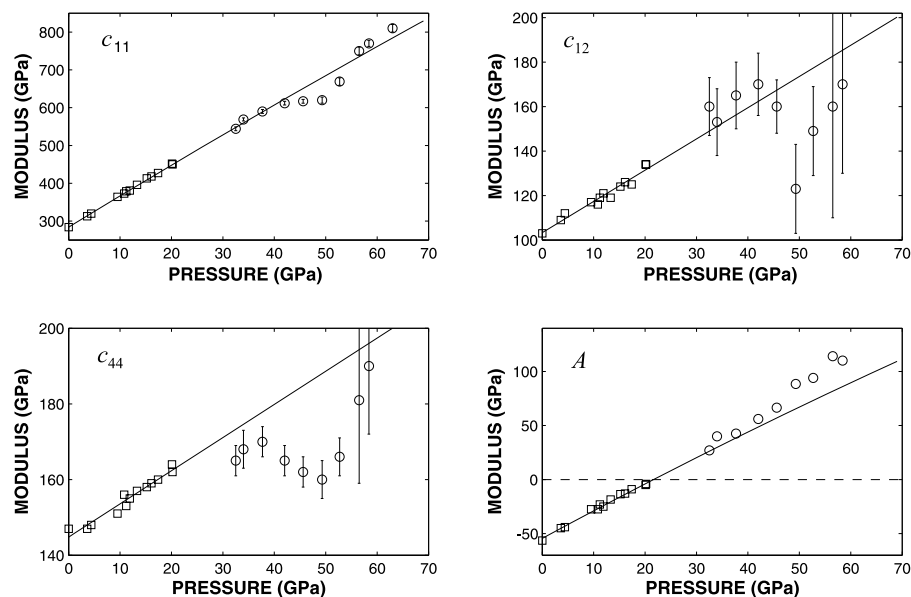 c11
MODULUS (GPa)
800
700
600
500
400
300
0 10 20 30 40 50 60 70
PRESSURE (GPa)
c12
MODULUS (GPa)
200
180
160
140
120
100
0 10 20 30 40 50 60 70
PRESSURE (GPa)
c44
MODULUS (GPa)
200
180
160
140
0 10 20 30 40 50 60 70
PRESSURE (GPa)
A
MODULUS (GPa)
100
50
0
-50
0 10 20 30 40 50 60 70
PRESSURE (GPa)